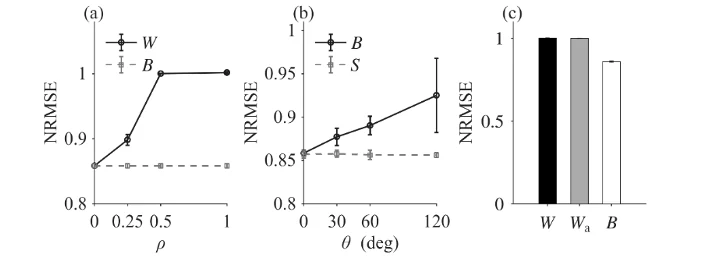 (a)
W
B
NRMSE
1
0.9
0.8
0 0.25 0.5 1
ρ
(b)
B
S
NRMSE
1
0.95
0.9
0.85
0.8
0 30 60 120
θ (deg)
(c)
NRMSE
1
0.5
0
W Wa B